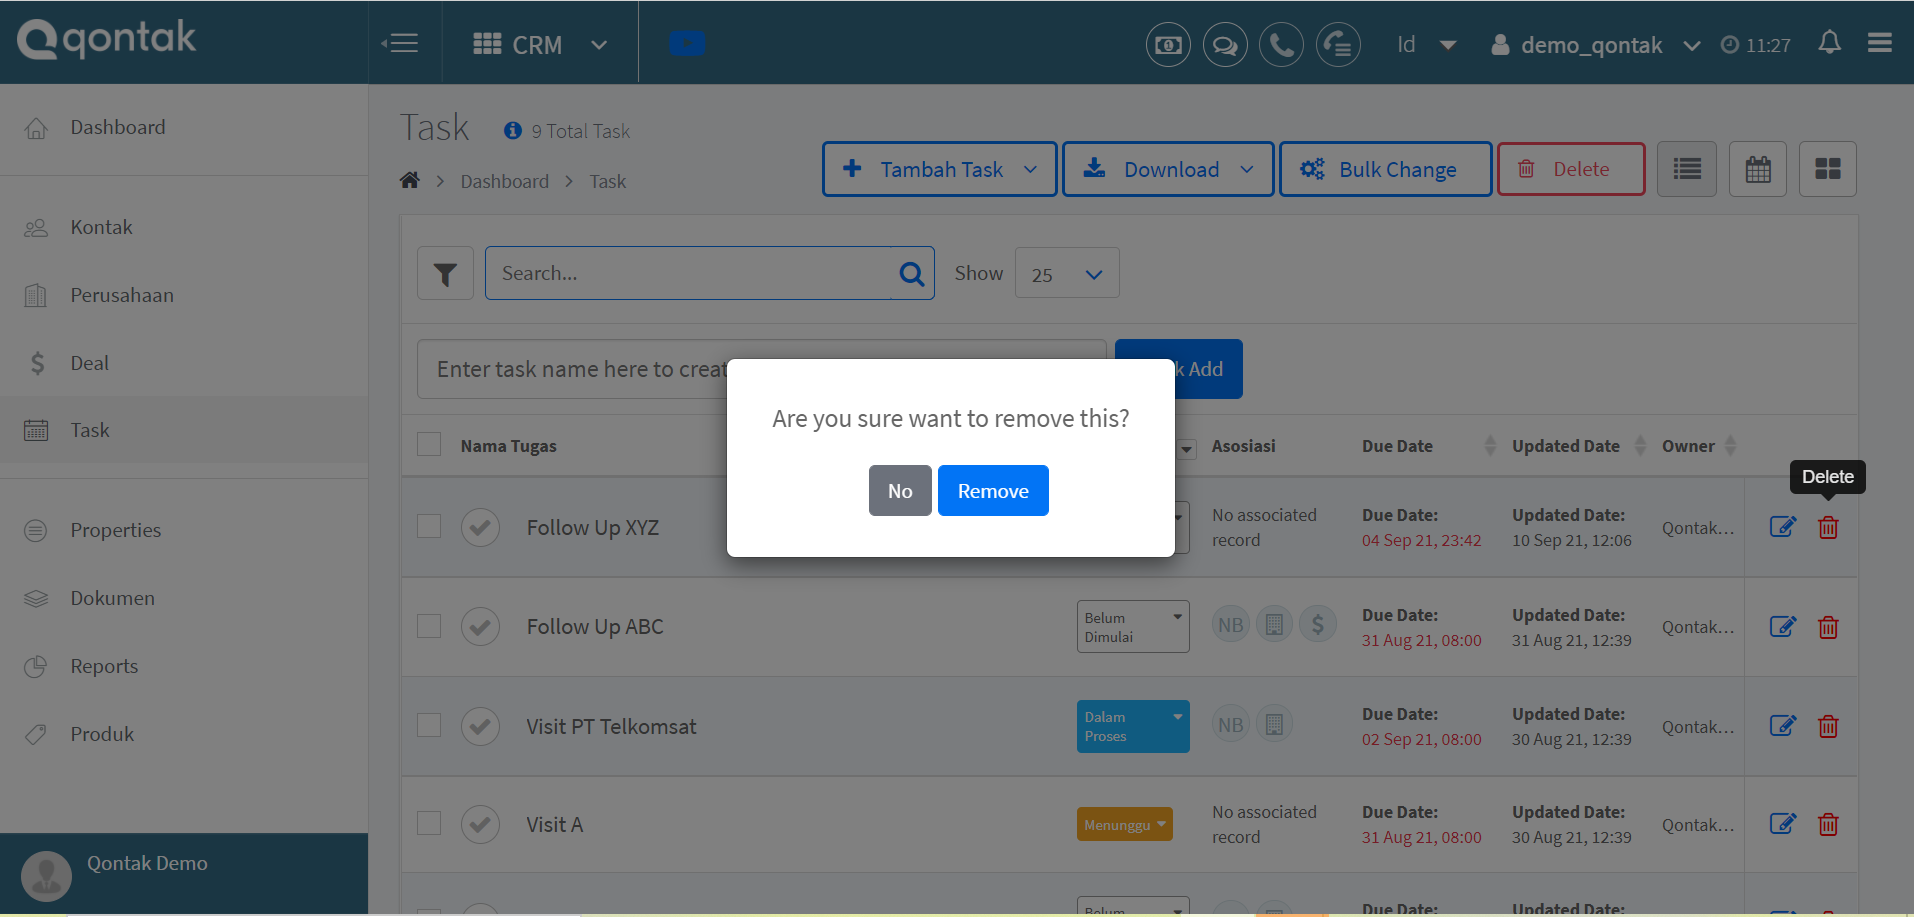 qontak
CRM
Id
demo_qontak
11:27
Dashboard
Kontak
Perusahaan
Deal
Task
Properties
Dokumen
Reports
Produk
Qontak Demo
Task
9 Total Task
Dashboard
Task
Tambah Task
Download
Bulk Change
Delete
Search...
Show
25
Enter task name here to creat
k Add
Are you sure want to remove this?
No
Remove
Nama Tugas
Asosiasi
Due Date
Updated Date
Owner
Delete
Follow Up XYZ
No associated
record
Due Date:
04 Sep 21, 23:42
Updated Date:
10 Sep 21, 12:06
Qontak...
Follow Up ABC
Belum
Dimulai
NB
$
Due Date:
31 Aug 21, 08:00
Updated Date:
31 Aug 21, 12:39
Qontak...
Visit PT Telkomsat
Dalam
Proses
NB
Due Date:
02 Sep 21, 08:00
Updated Date:
30 Aug 21, 12:39
Qontak...
Visit A
Menunggu
No associated
record
Due Date:
31 Aug 21, 08:00
Updated Date:
30 Aug 21, 12:39
Qontak...
Belum
Due Date:
Updated Date: